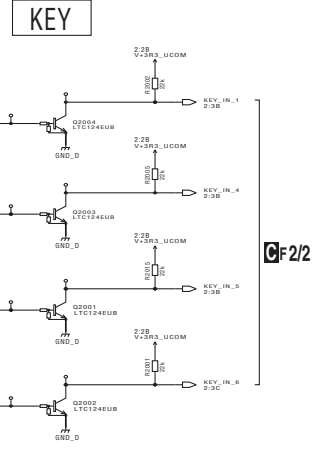 KEY
2:2B
V+3R3_UCOM
R2002
22k
KEY_IN_1
2:3B
Q2004
LTC124EUB
GND_D
2:2B
V+3R3_UCOM
R2005
22k
KEY_IN_4
2:3B
Q2003
LTC124EUB
GND_D
CF2/2
2:2B
V+3R3_UCOM
R2015
22k
KEY_IN_5
2:3B
Q2001
LTC124EUB
GND_D
2:2B
V+3R3_UCOM
R2001
22k
KEY_IN_6
2:3C
Q2002
LTC124EUB
GND_D